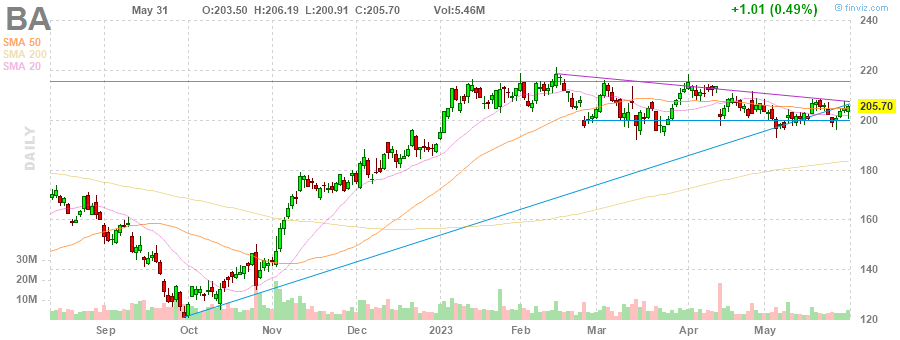 BA May 31 O:203.50 H:206.19 L:200.91 C:205.70 Vol:5.46M +1.01 (0.49%)
© finviz.com
SMA 50
SMA 200
SMA 20
DAILY
240
220
205.70
200
180
160
140
120
30M
20M
10M
Sep Oct Nov Dec 2023 Feb Mar Apr May